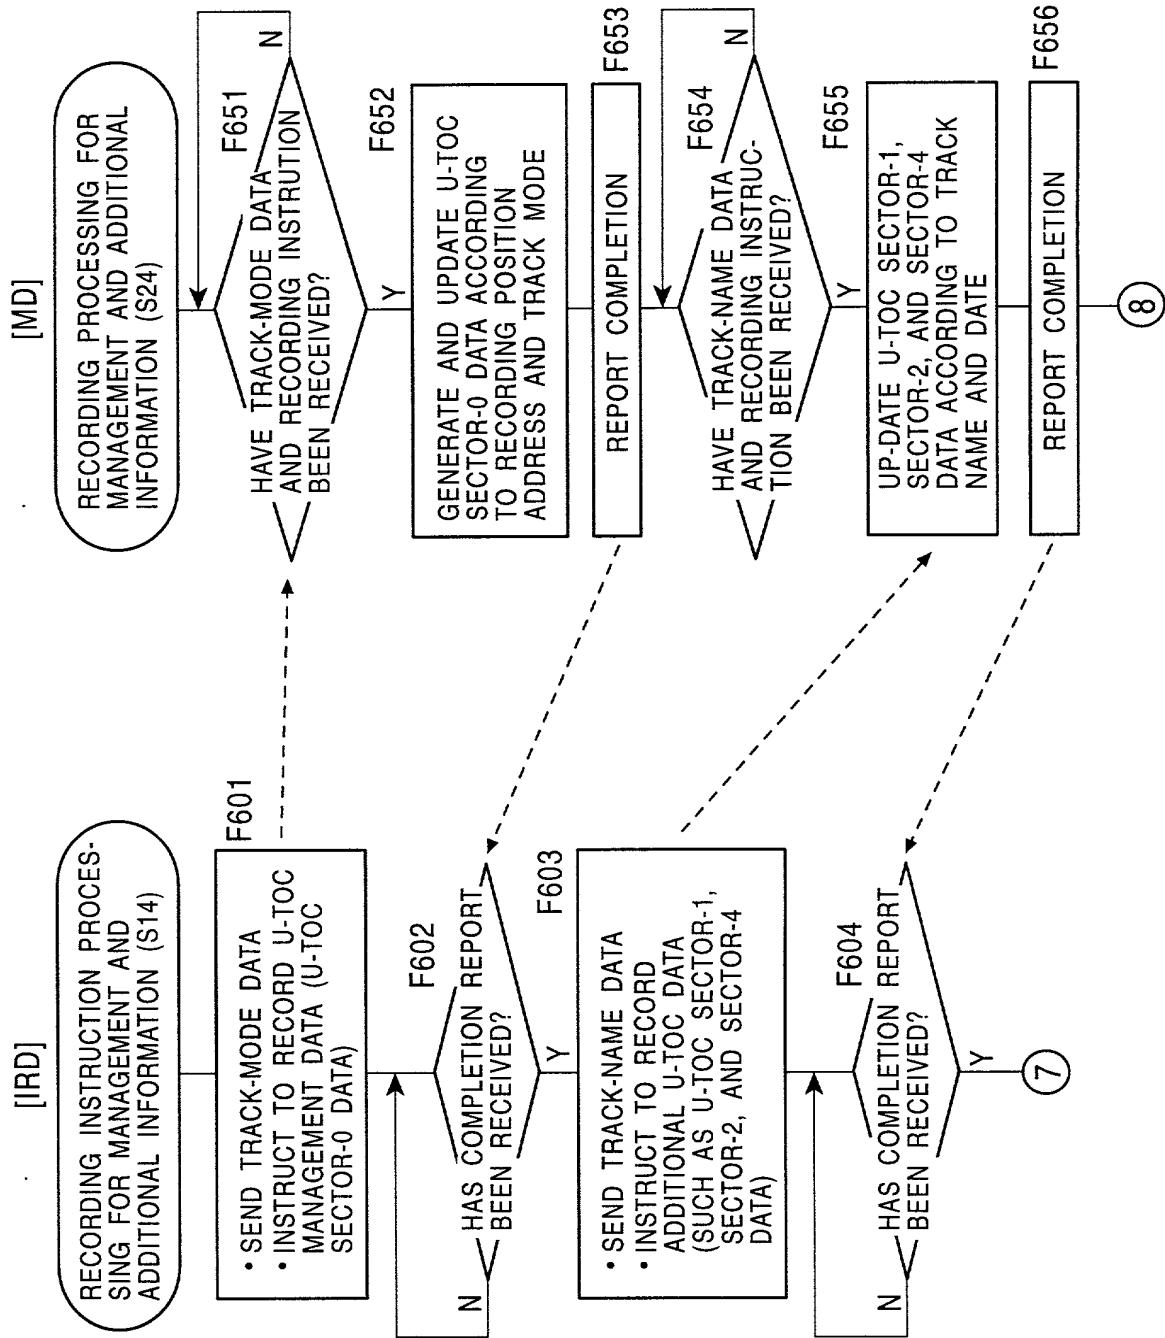 [IRD]
RECORDING INSTRUCTION PROCES-
SING FOR MANAGEMENT AND
ADDITIONAL INFORMATION (S14)
F601
• SEND TRACK-MODE DATA
• INSTRUCT TO RECORD U-TOC
MANAGEMENT DATA (U-TOC
SECTOR-0 DATA)
F602
HAS COMPLETION REPORT
BEEN RECEIVED?
N
Y
F603
• SEND TRACK-NAME DATA
• INSTRUCT TO RECORD
ADDITIONAL U-TOC DATA
(SUCH AS U-TOC SECTOR-1,
SECTOR-2, AND SECTOR-4
DATA)
F604
HAS COMPLETION REPORT
BEEN RECEIVED?
N
Y
7
[MD]
RECORDING PROCESSING FOR
MANAGEMENT AND ADDITIONAL
INFORMATION (S24)
F651
HAVE TRACK-MODE DATA
AND RECORDING INSTRUTION
BEEN RECEIVED?
N
Y
F652
GENERATE AND UPDATE U-TOC
SECTOR-0 DATA ACCORDING
TO RECORDING POSITION
ADDRESS AND TRACK MODE
F653
REPORT COMPLETION
F654
HAVE TRACK-NAME DATA
AND RECORDING INSTRUC-
TION BEEN RECEIVED?
N
Y
F655
UP-DATE U-TOC SECTOR-1,
SECTOR-2, AND SECTOR-4
DATA ACCORDING TO TRACK
NAME AND DATE
F656
REPORT COMPLETION
8